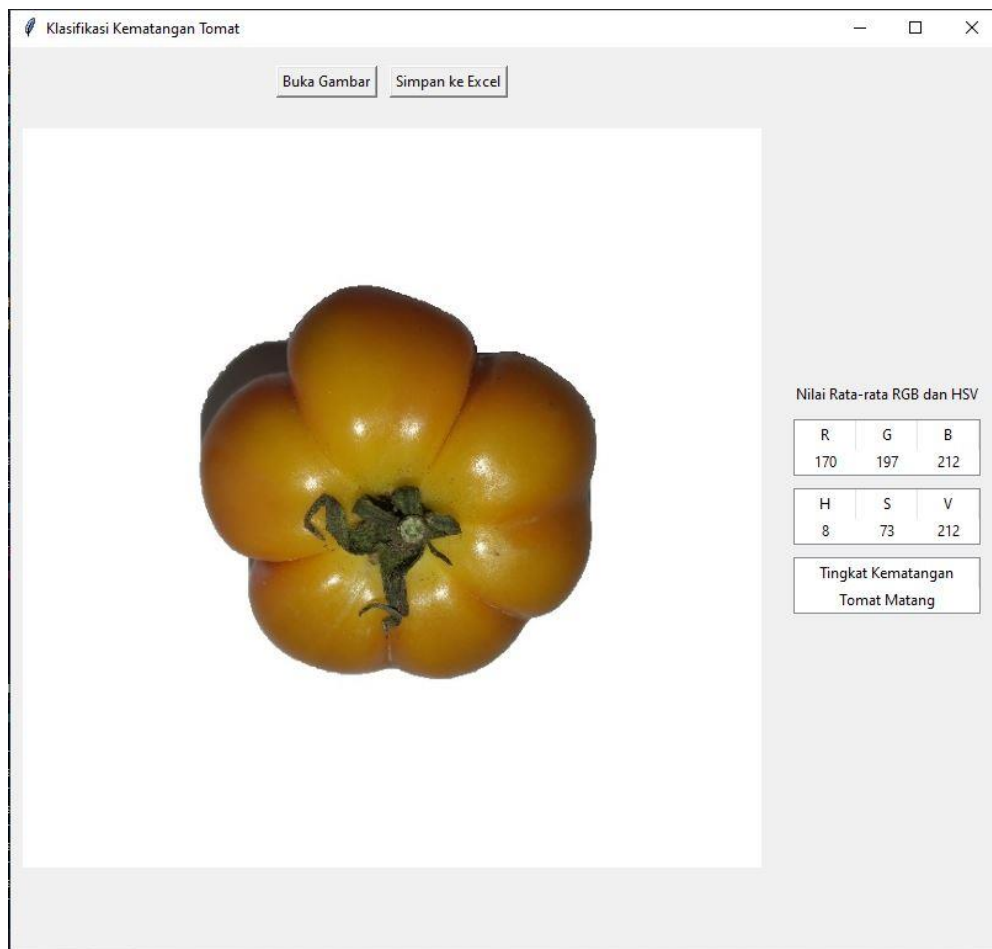 Klasifikasi Kematangan Tomat
Buka Gambar Simpan ke Excel
Nilai Rata-rata RGB dan HSV
R G B
170 197 212
H S V
8 73 212
Tingkat Kematangan
Tomat Matang